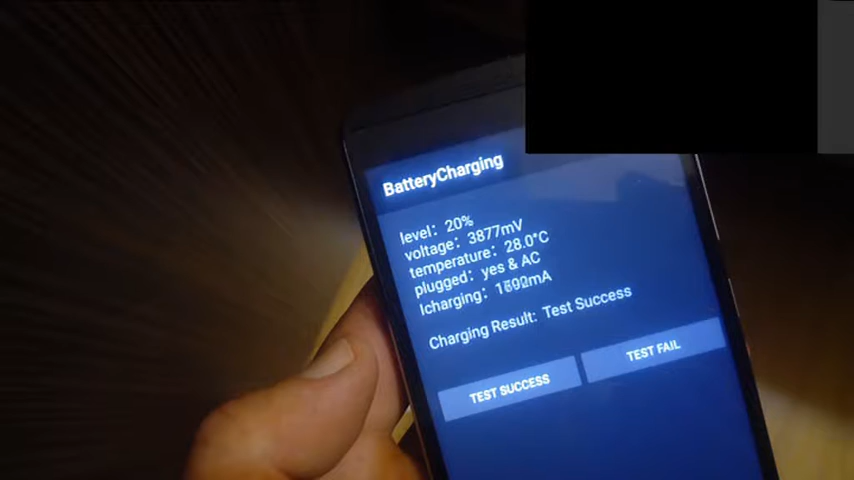 BatteryCharging
level: 20%
voltage: 3877mV
temperature: 28.0°C
plugged: yes & AC
Icharging:
Charging Result: Test Success
TEST SUCCESS
TEST FAIL